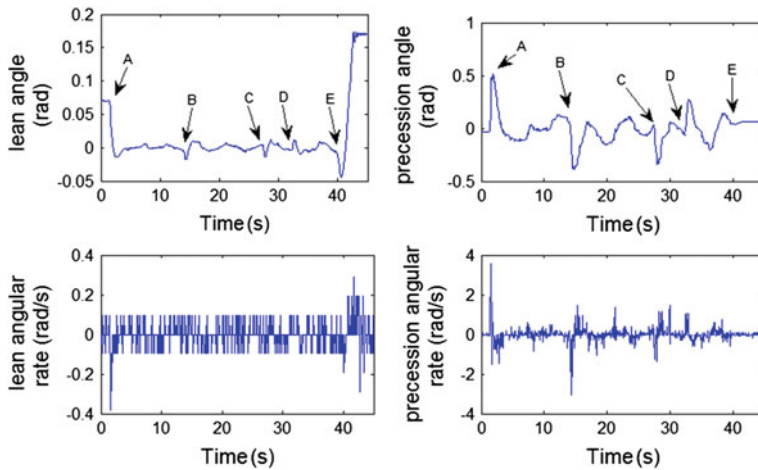 0.2
0.15
0.1
0.05
0
-0.05
lean angle
(rad)
A
B
C
D
E
0
10
20
30
40
Time (s)
1
0.5
0
-0.5
-1
precession angle
(rad)
A
B
C
D
E
0
10
20
30
40
Time (s)
0.4
0.2
0
-0.2
-0.4
lean angular
rate (rad/s)
0
10
20
30
40
Time (s)
4
2
0
-2
-4
precession angular
rate (rad/s)
0
10
20
30
40
Time (s)